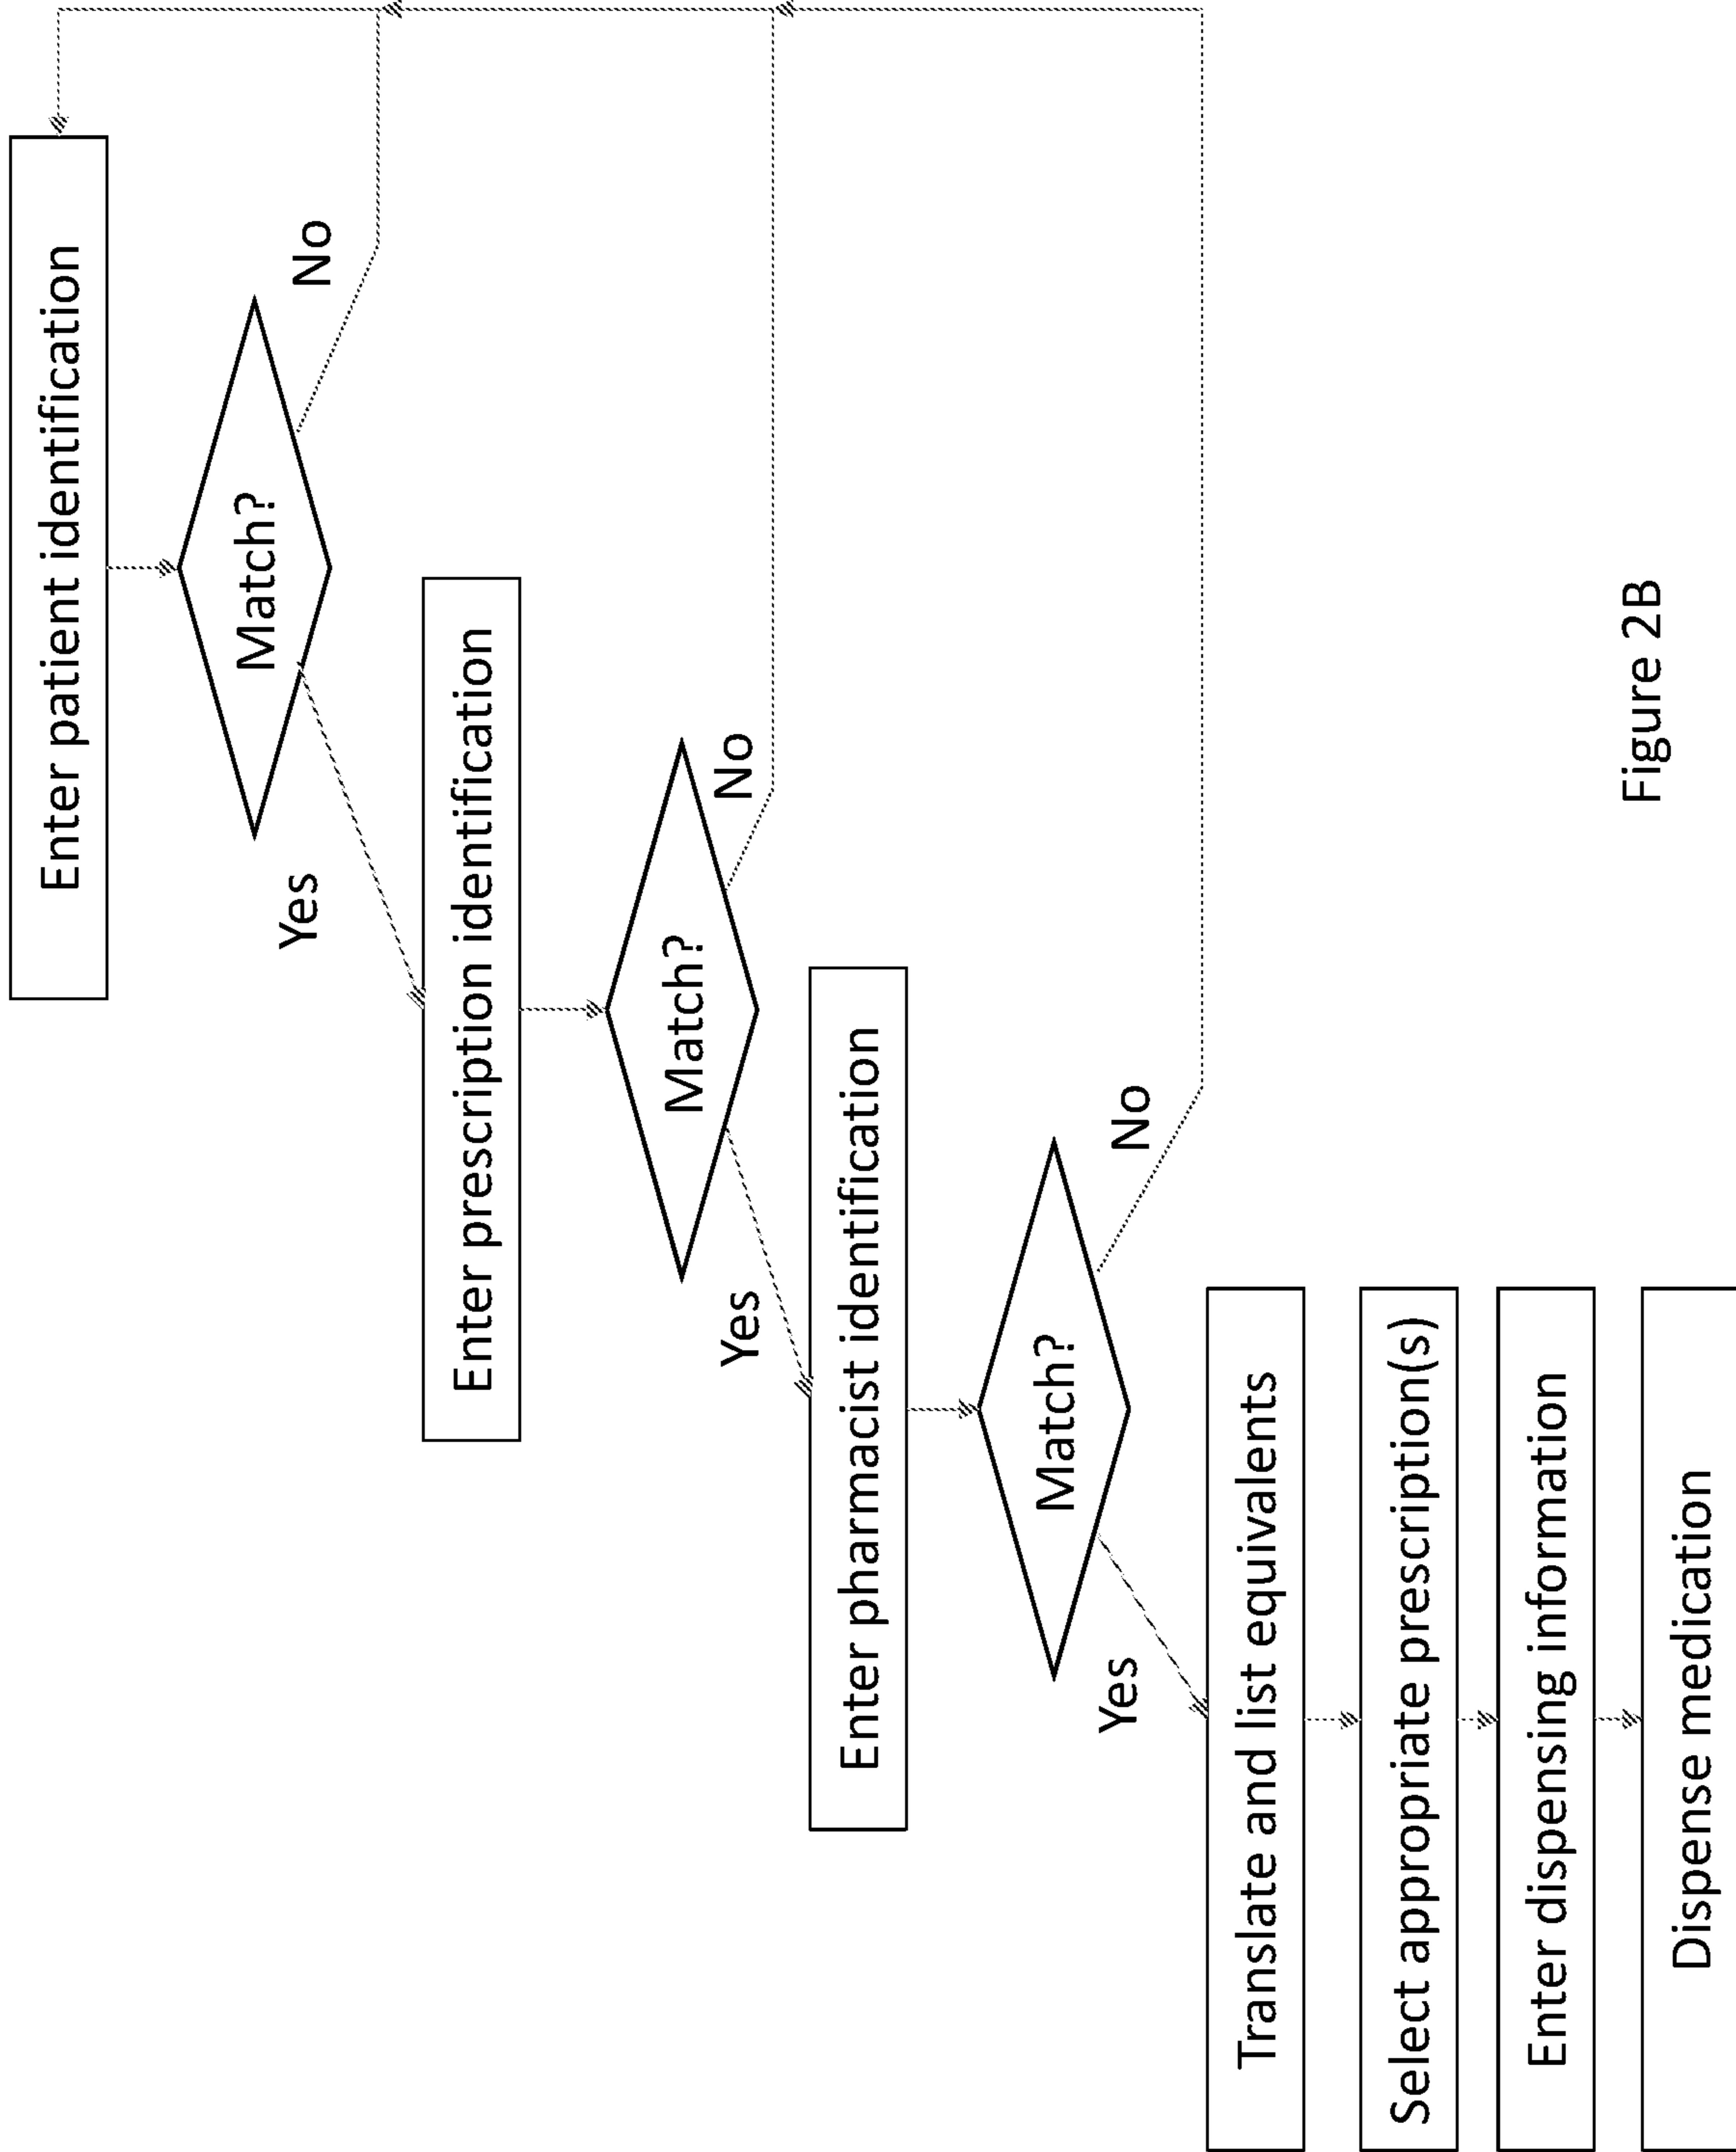 Enter patient identification
Match?
Yes
No
Enter prescription identification
Match?
Yes
No
Enter pharmacist identification
Match?
Yes
No
Translate and list equivalents
Select appropriate prescription(s)
Enter dispensing information
Dispense medication
Figure 2B